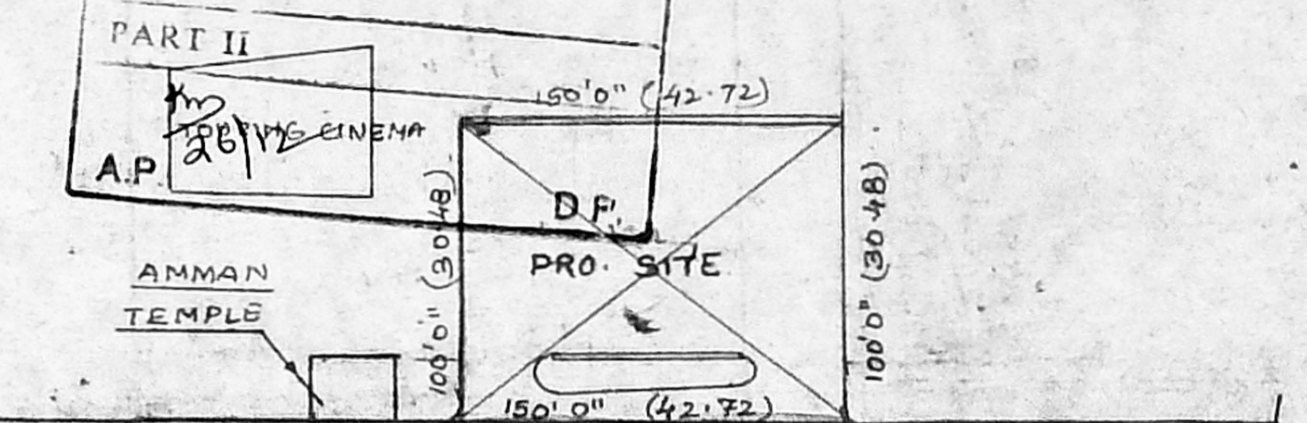 PART II
150'0" (42.72)
26/12
TOURING CINEMA
A.P
D.F.
100'0" (30.48)
100'0" (30.48)
PRO. SITE
AMMAN
TEMPLE
150'0" (42.72)